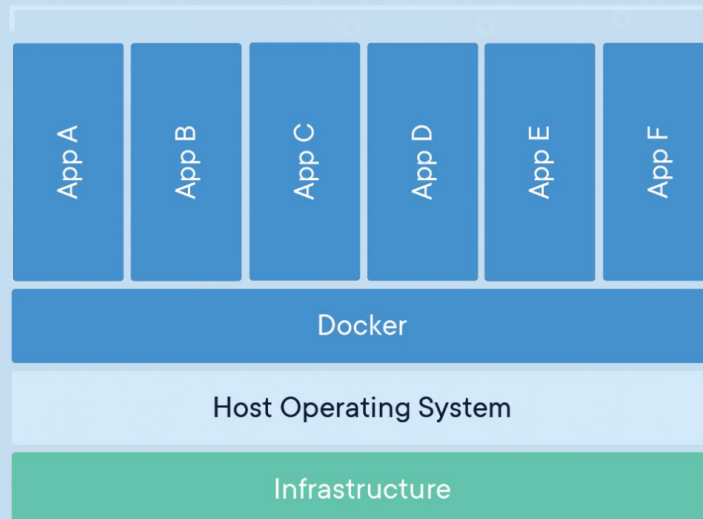 App A
App B
App C
App D
App E
App F
Docker
Host Operating System
Infrastructure